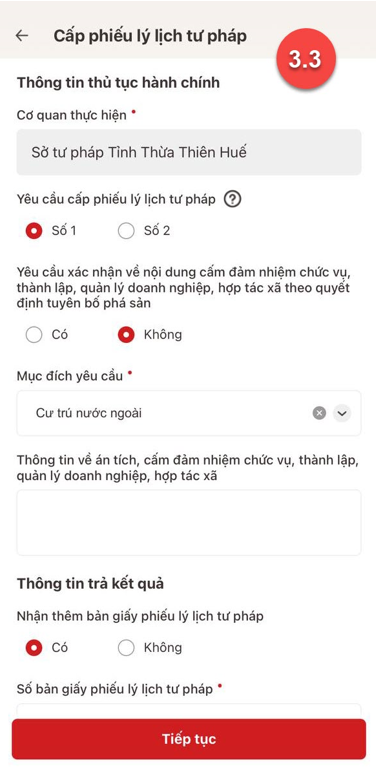 Cấp phiếu lý lịch tư pháp
3.3
Thông tin thủ tục hành chính
Cơ quan thực hiện *
Sở tư pháp Tỉnh Thừa Thiên Huế
Yêu cầu cấp phiếu lý lịch tư pháp ?
Số 1
Số 2
Yêu cầu xác nhận về nội dung cấm đảm nhiệm chức vụ,
thành lập, quản lý doanh nghiệp, hợp tác xã theo quyết
định tuyên bố phá sản
Có
Không
Mục đích yêu cầu *
Cư trú nước ngoài
Thông tin về án tích, cấm đảm nhiệm chức vụ, thành lập,
quản lý doanh nghiệp, hợp tác xã
Thông tin trả kết quả
Nhận thêm bản giấy phiếu lý lịch tư pháp
Có
Không
Số bản giấy phiếu lý lịch tư pháp *
Tiếp tục